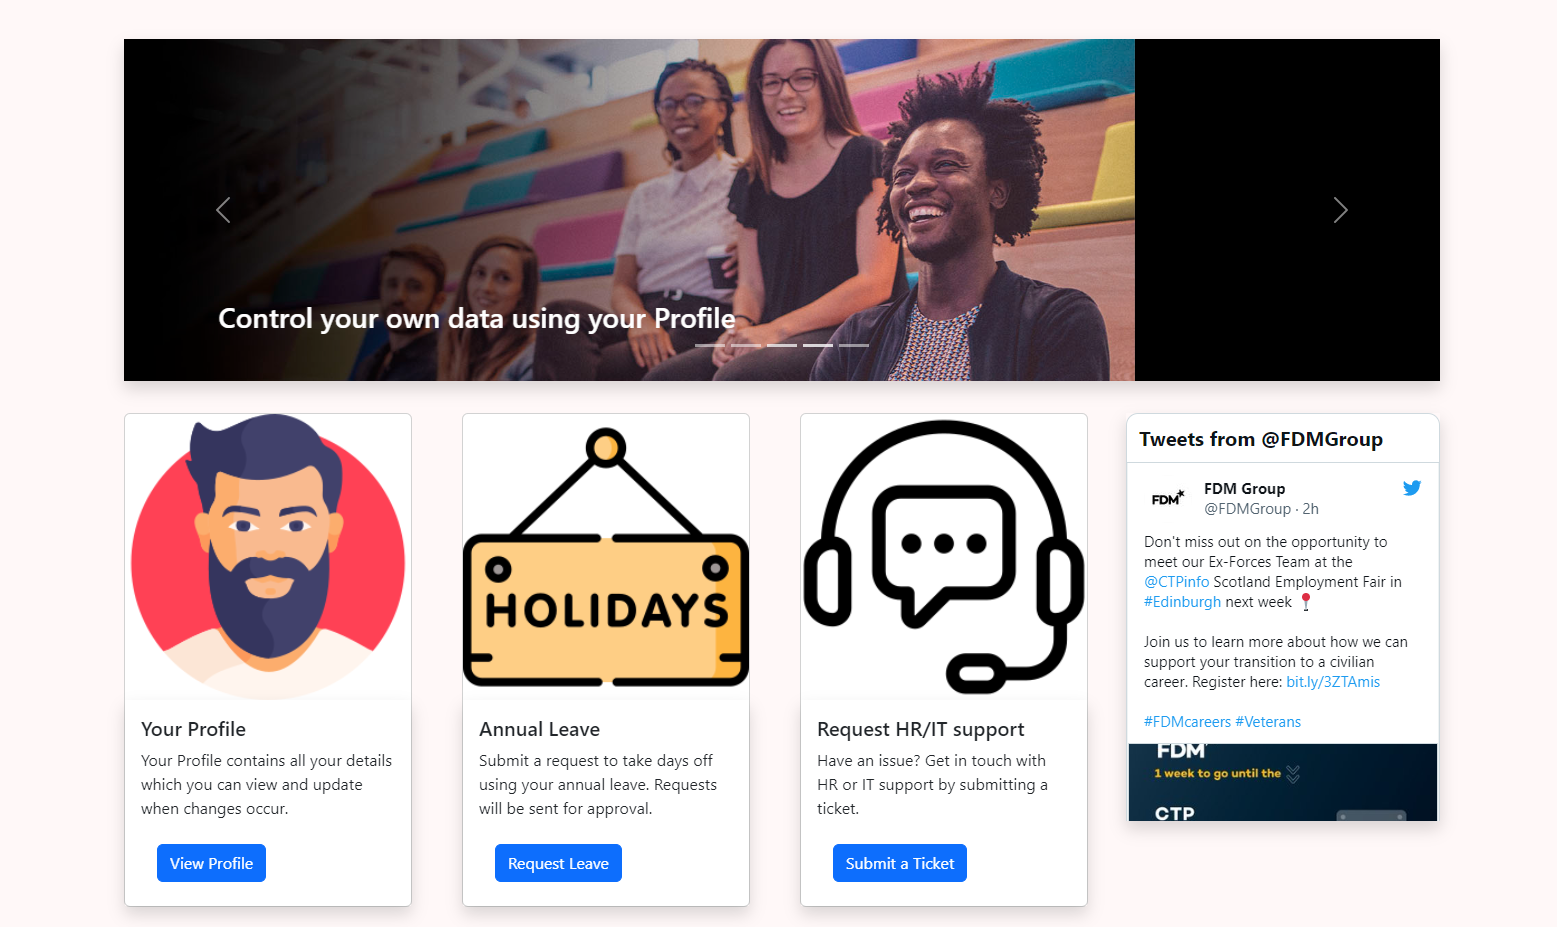 Control your own data using your Profile
HOLIDAYS
Your Profile
Your Profile contains all your details
which you can view and update
when changes occur.
View Profile
Annual Leave
Submit a request to take days off
using your annual leave. Requests
will be sent for approval.
Request Leave
Request HR/IT support
Have an issue? Get in touch with
HR or IT support by submitting a
ticket.
Submit a Ticket
Tweets from @FDMGroup
FDM
FDM Group
@FDMGroup · 2h
Don't miss out on the opportunity to
meet our Ex-Forces Team at the
@CTPinfo Scotland Employment Fair in
#Edinburgh next week 📍
Join us to learn more about how we can
support your transition to a civilian
career. Register here: bit.ly/3ZTAmis
#FDMcareers #Veterans
FDM
1 week to go until the
CTP